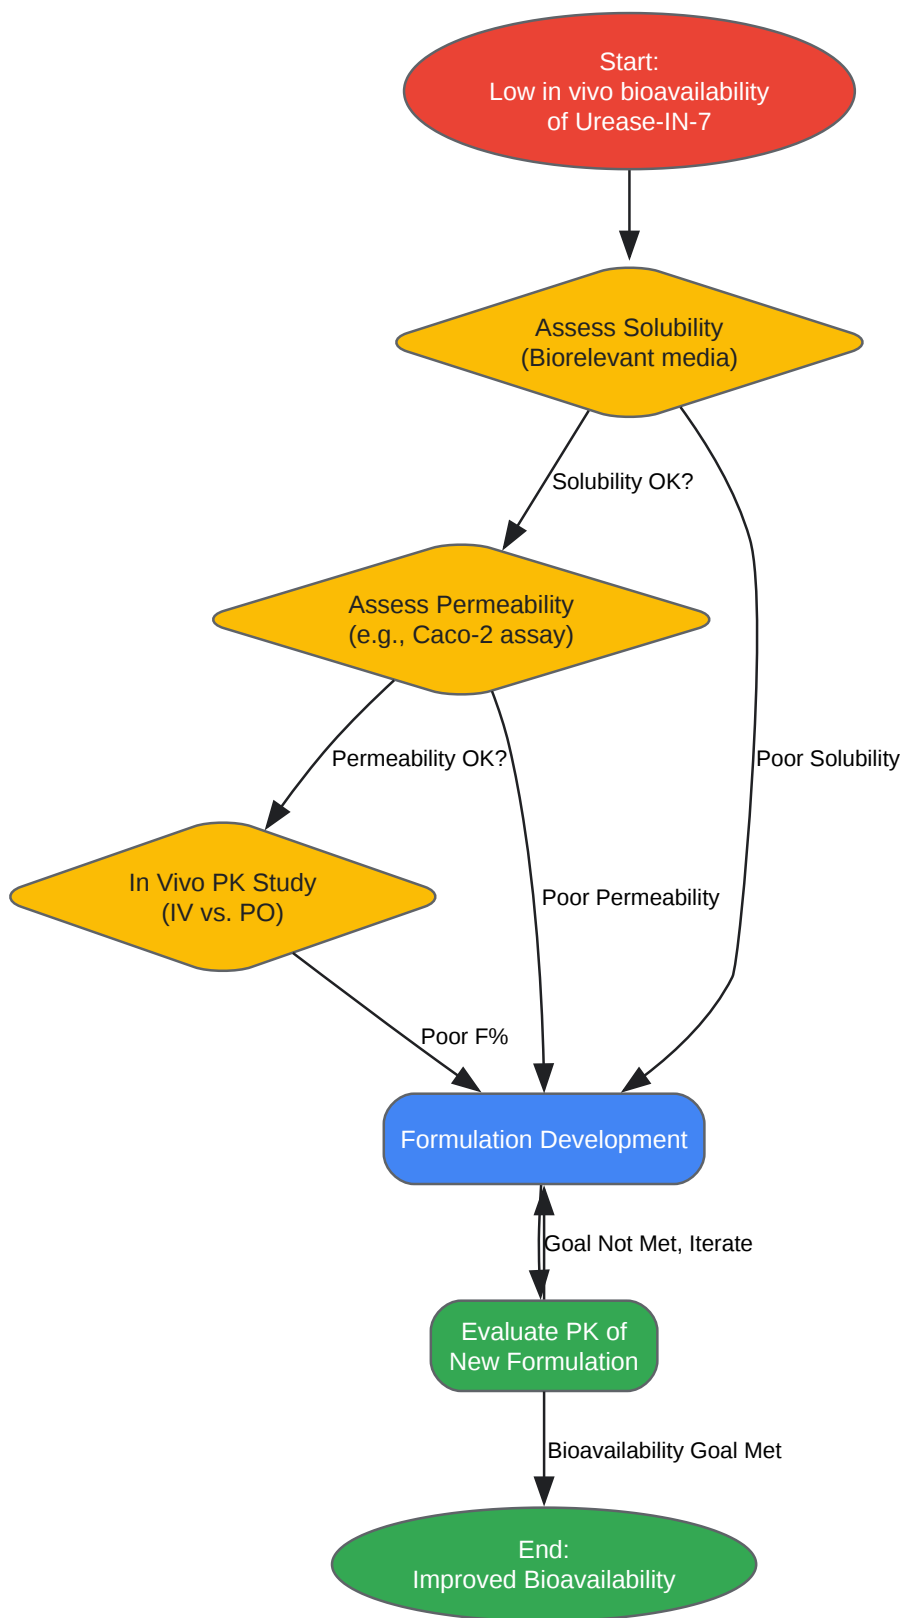 Start:
Low in vivo bioavailability
of Urease-IN-7
Assess Solubility
(Biorelevant media)
Solubility OK?
Assess Permeability
(e.g., Caco-2 assay)
Permeability OK?
Poor Solubility
In Vivo PK Study
(IV vs. PO)
Poor Permeability
Poor F%
Formulation Development
Goal Not Met, Iterate
Evaluate PK of
New Formulation
Bioavailability Goal Met
End:
Improved Bioavailability